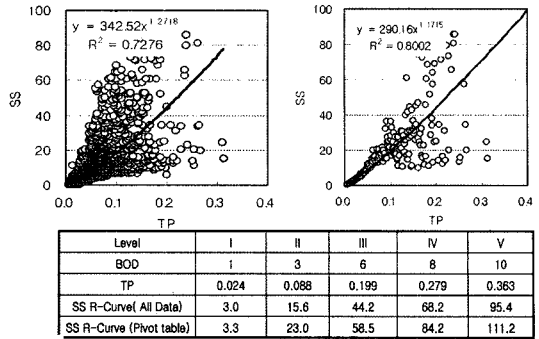 100
80
60
40
20
0
SS
y = 342.52x^1.2718
R² = 0.7276
0.0 0.1 0.2 0.3 0.4
TP
100
80
60
40
20
0
SS
y = 290.16x^1.1715
R² = 0.8002
0.0 0.1 0.2 0.3 0.4
TP
Level I II III IV V
BOD 1 3 6 8 10
TP 0.024 0.088 0.199 0.279 0.363
SS R-Curve( All Data) 3.0 15.6 44.2 68.2 95.4
SS R-Curve (Pivot table) 3.3 23.0 58.5 84.2 111.2